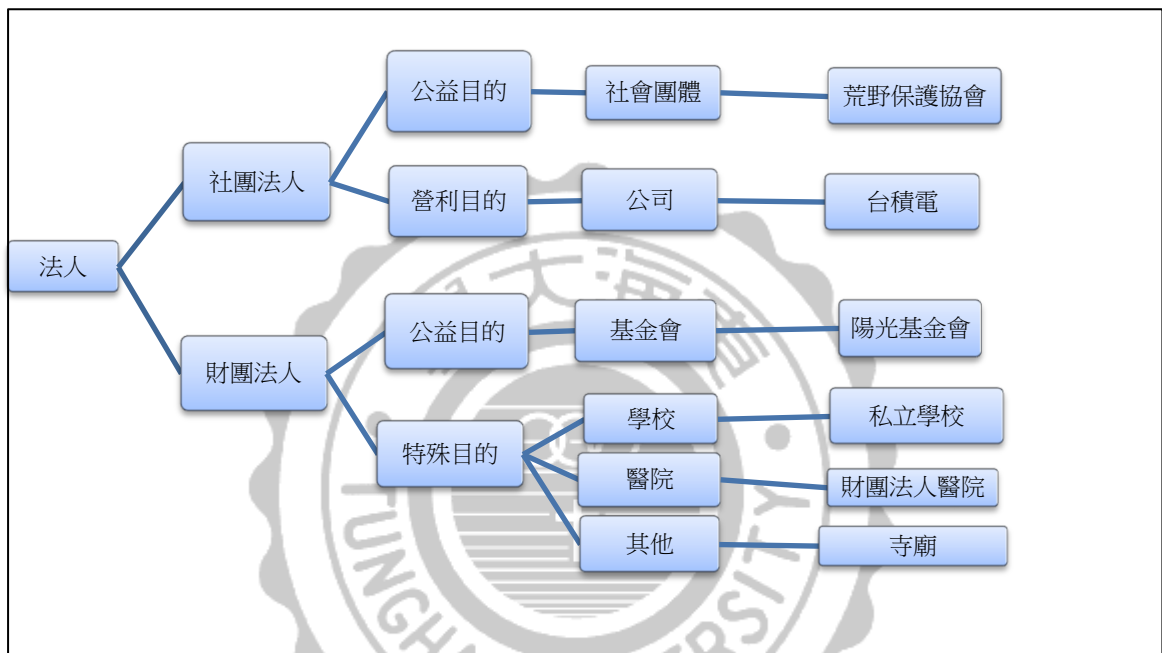 公益目的
社會團體
荒野保護協會
社團法人
營利目的
公司
台積電
法人
公益目的
基金會
陽光基金會
財團法人
學校
私立學校
特殊目的
醫院
財團法人醫院
其他
寺廟